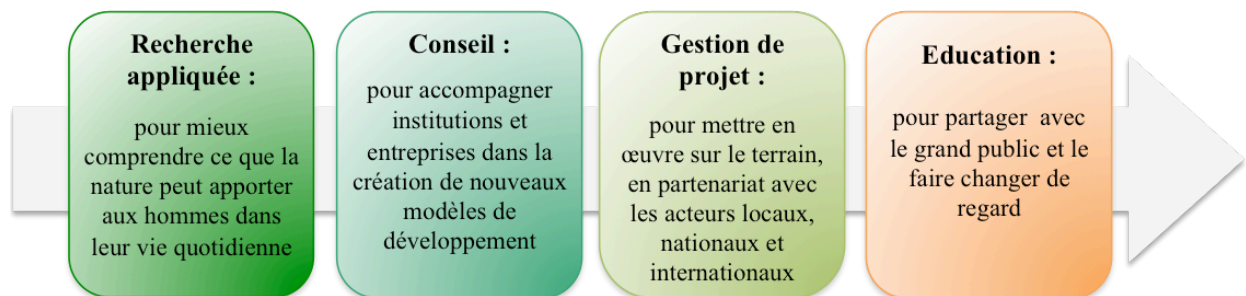 Recherche
appliquée :
pour mieux
comprendre ce que la
nature peut apporter
aux hommes dans
leur vie quotidienne
Conseil :
pour accompagner
institutions et
entreprises dans la
création de nouveaux
modèles de
développement
Gestion de
projet :
pour mettre en
œuvre sur le terrain,
en partenariat avec
les acteurs locaux,
nationaux et
internationaux
Education :
pour partager avec
le grand public et le
faire changer de
regard